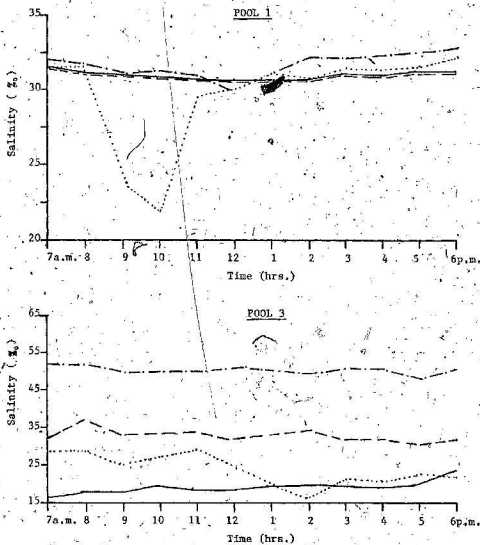 POOL 1
35
30
25
20
Salinity (‰)
7a.m. 8 9 10 11 12 1 2 3 4 5 6p.m.
Time (hrs.)
POOL 3
65
55
45
35
25
15
Salinity (‰)
7a.m. 8 9 10 11 12 1 2 3 4 5 6p.m.
Time (hrs.)